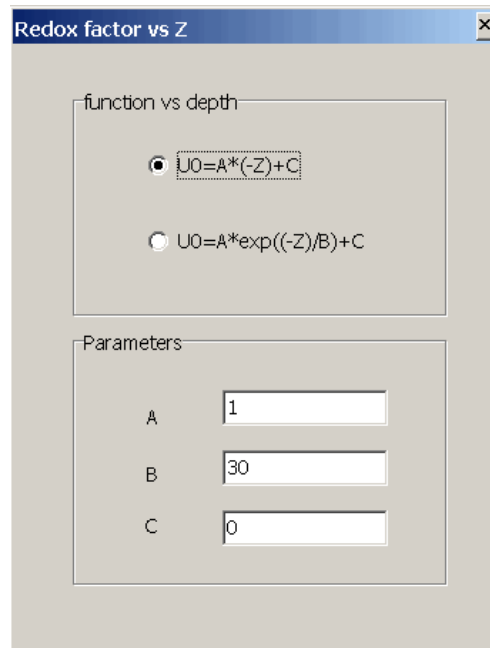 Redox factor vs Z
function vs depth
U0=A*(-Z)+C
U0=A*exp((-Z)/B)+C
Parameters
A 1
B 30
C 0